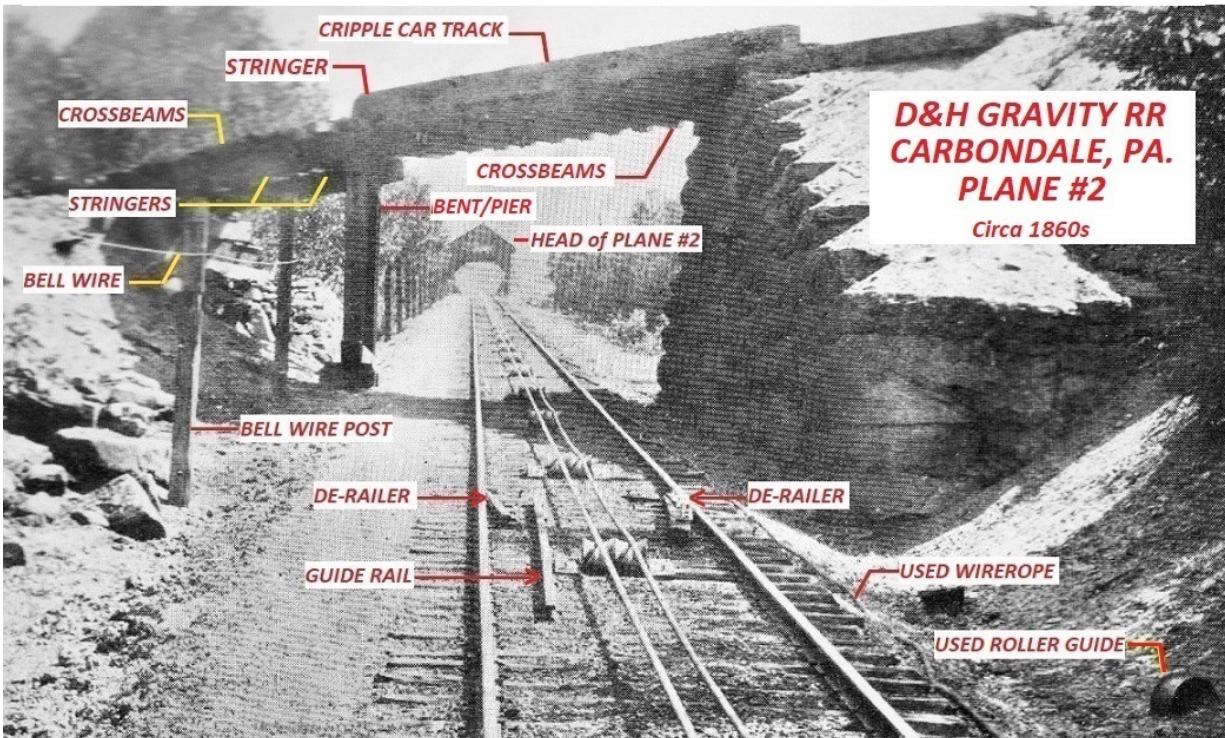 CRIPPLE CAR TRACK
STRINGER
CROSSBEAMS
D&H GRAVITY RR
CARBONDALE, PA.
PLANE #2
Circa 1860s
CROSSBEAMS
STRINGERS
BENT/PIER
HEAD of PLANE #2
BELL WIRE
BELL WIRE POST
DE-RAILER
DE-RAILER
GUIDE RAIL
USED WIREROPE
USED ROLLER GUIDE